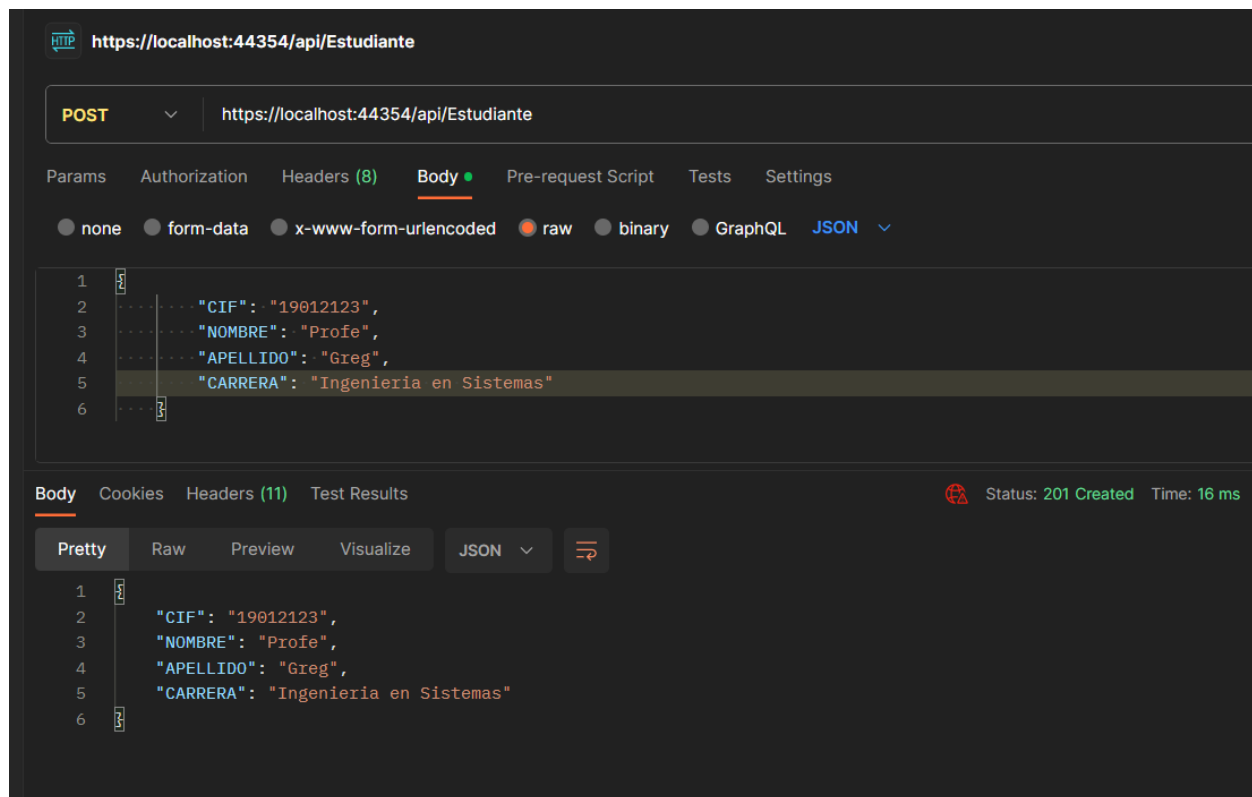 HTTP https://localhost:44354/api/Estudiante
POST https://localhost:44354/api/Estudiante
Params Authorization Headers (8) Body Pre-request Script Tests Settings
none form-data x-www-form-urlencoded raw binary GraphQL JSON
1 {
2 "CIF": "19012123",
3 "NOMBRE": "Profe",
4 "APELLIDO": "Greg",
5 "CARRERA": "Ingenieria en Sistemas"
6 }
Body Cookies Headers (11) Test Results Status: 201 Created Time: 16 ms
Pretty Raw Preview Visualize JSON
1 {
2 "CIF": "19012123",
3 "NOMBRE": "Profe",
4 "APELLIDO": "Greg",
5 "CARRERA": "Ingenieria en Sistemas"
6 }